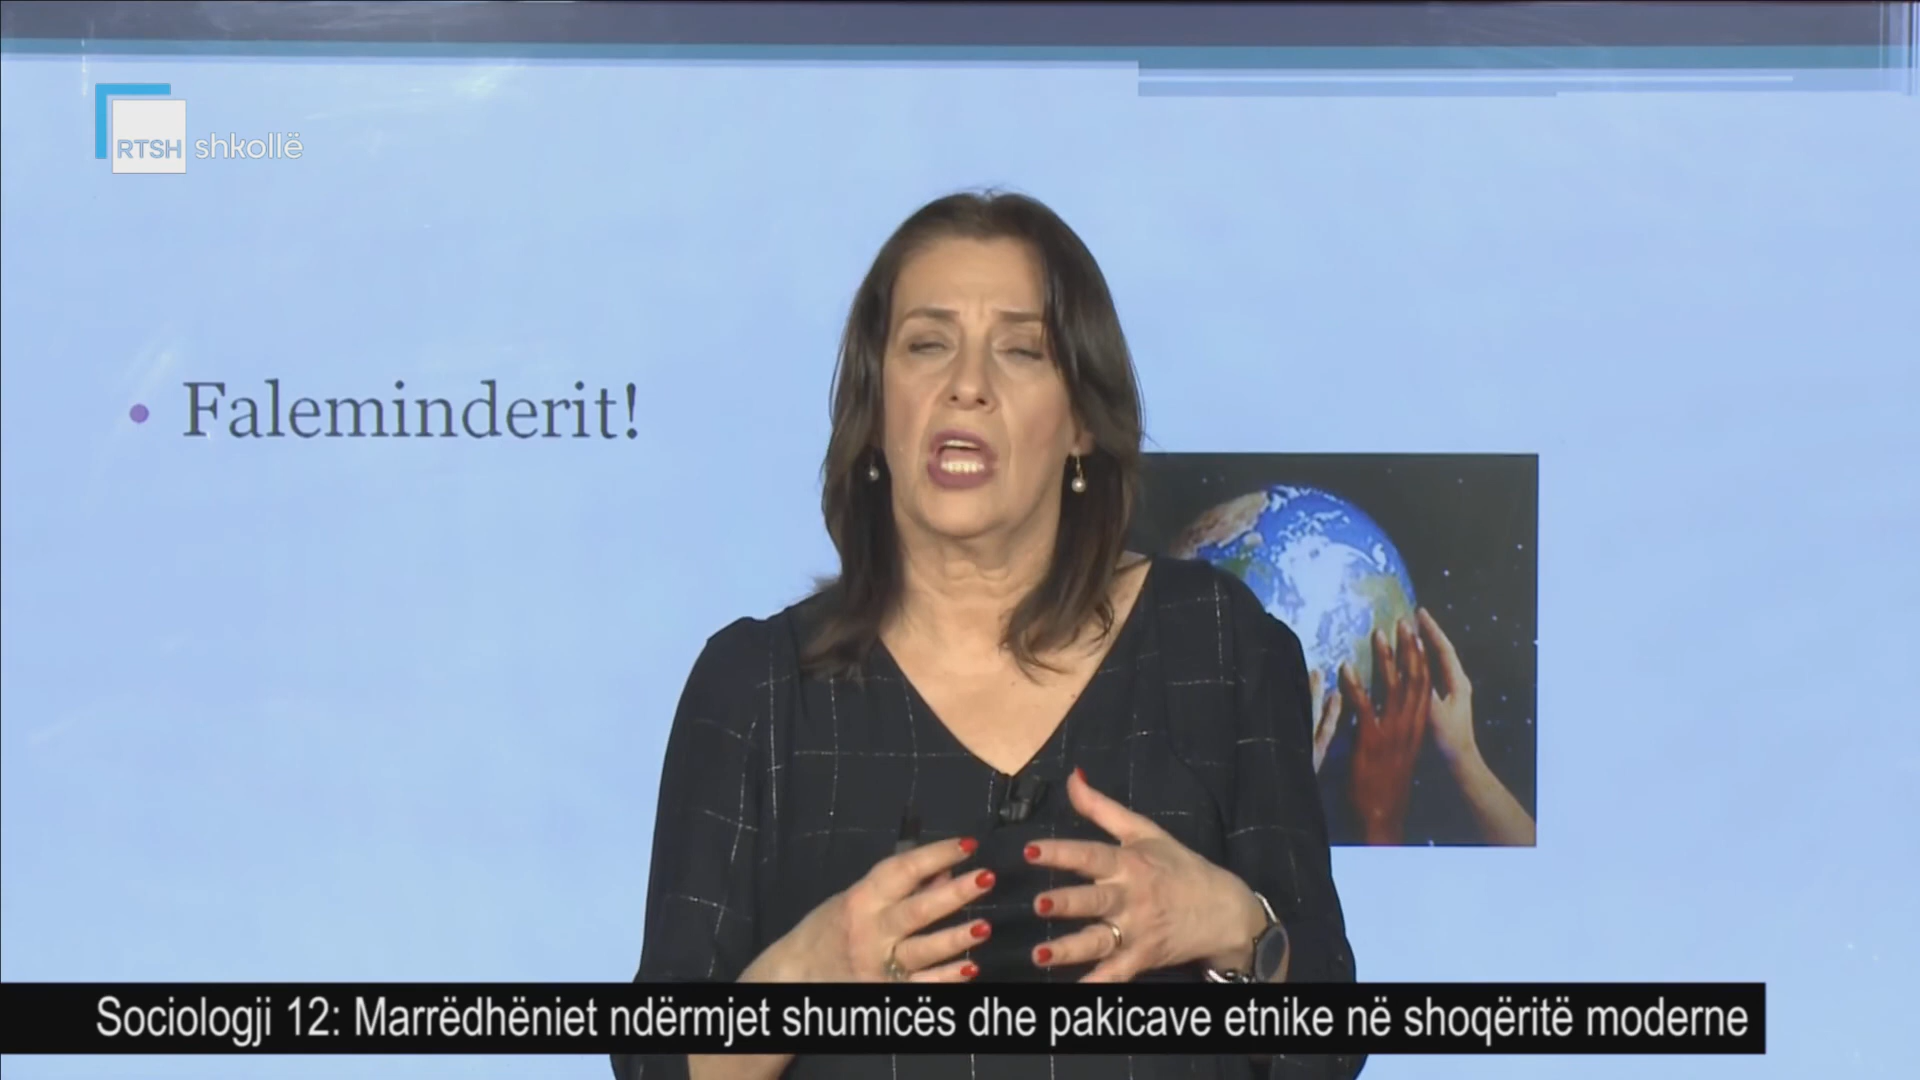 RTSH shkollë
• Faleminderit!
Sociologji 12: Marrëdhëniet ndërmjet shumicës dhe pakicave etnike në shoqëritë moderne